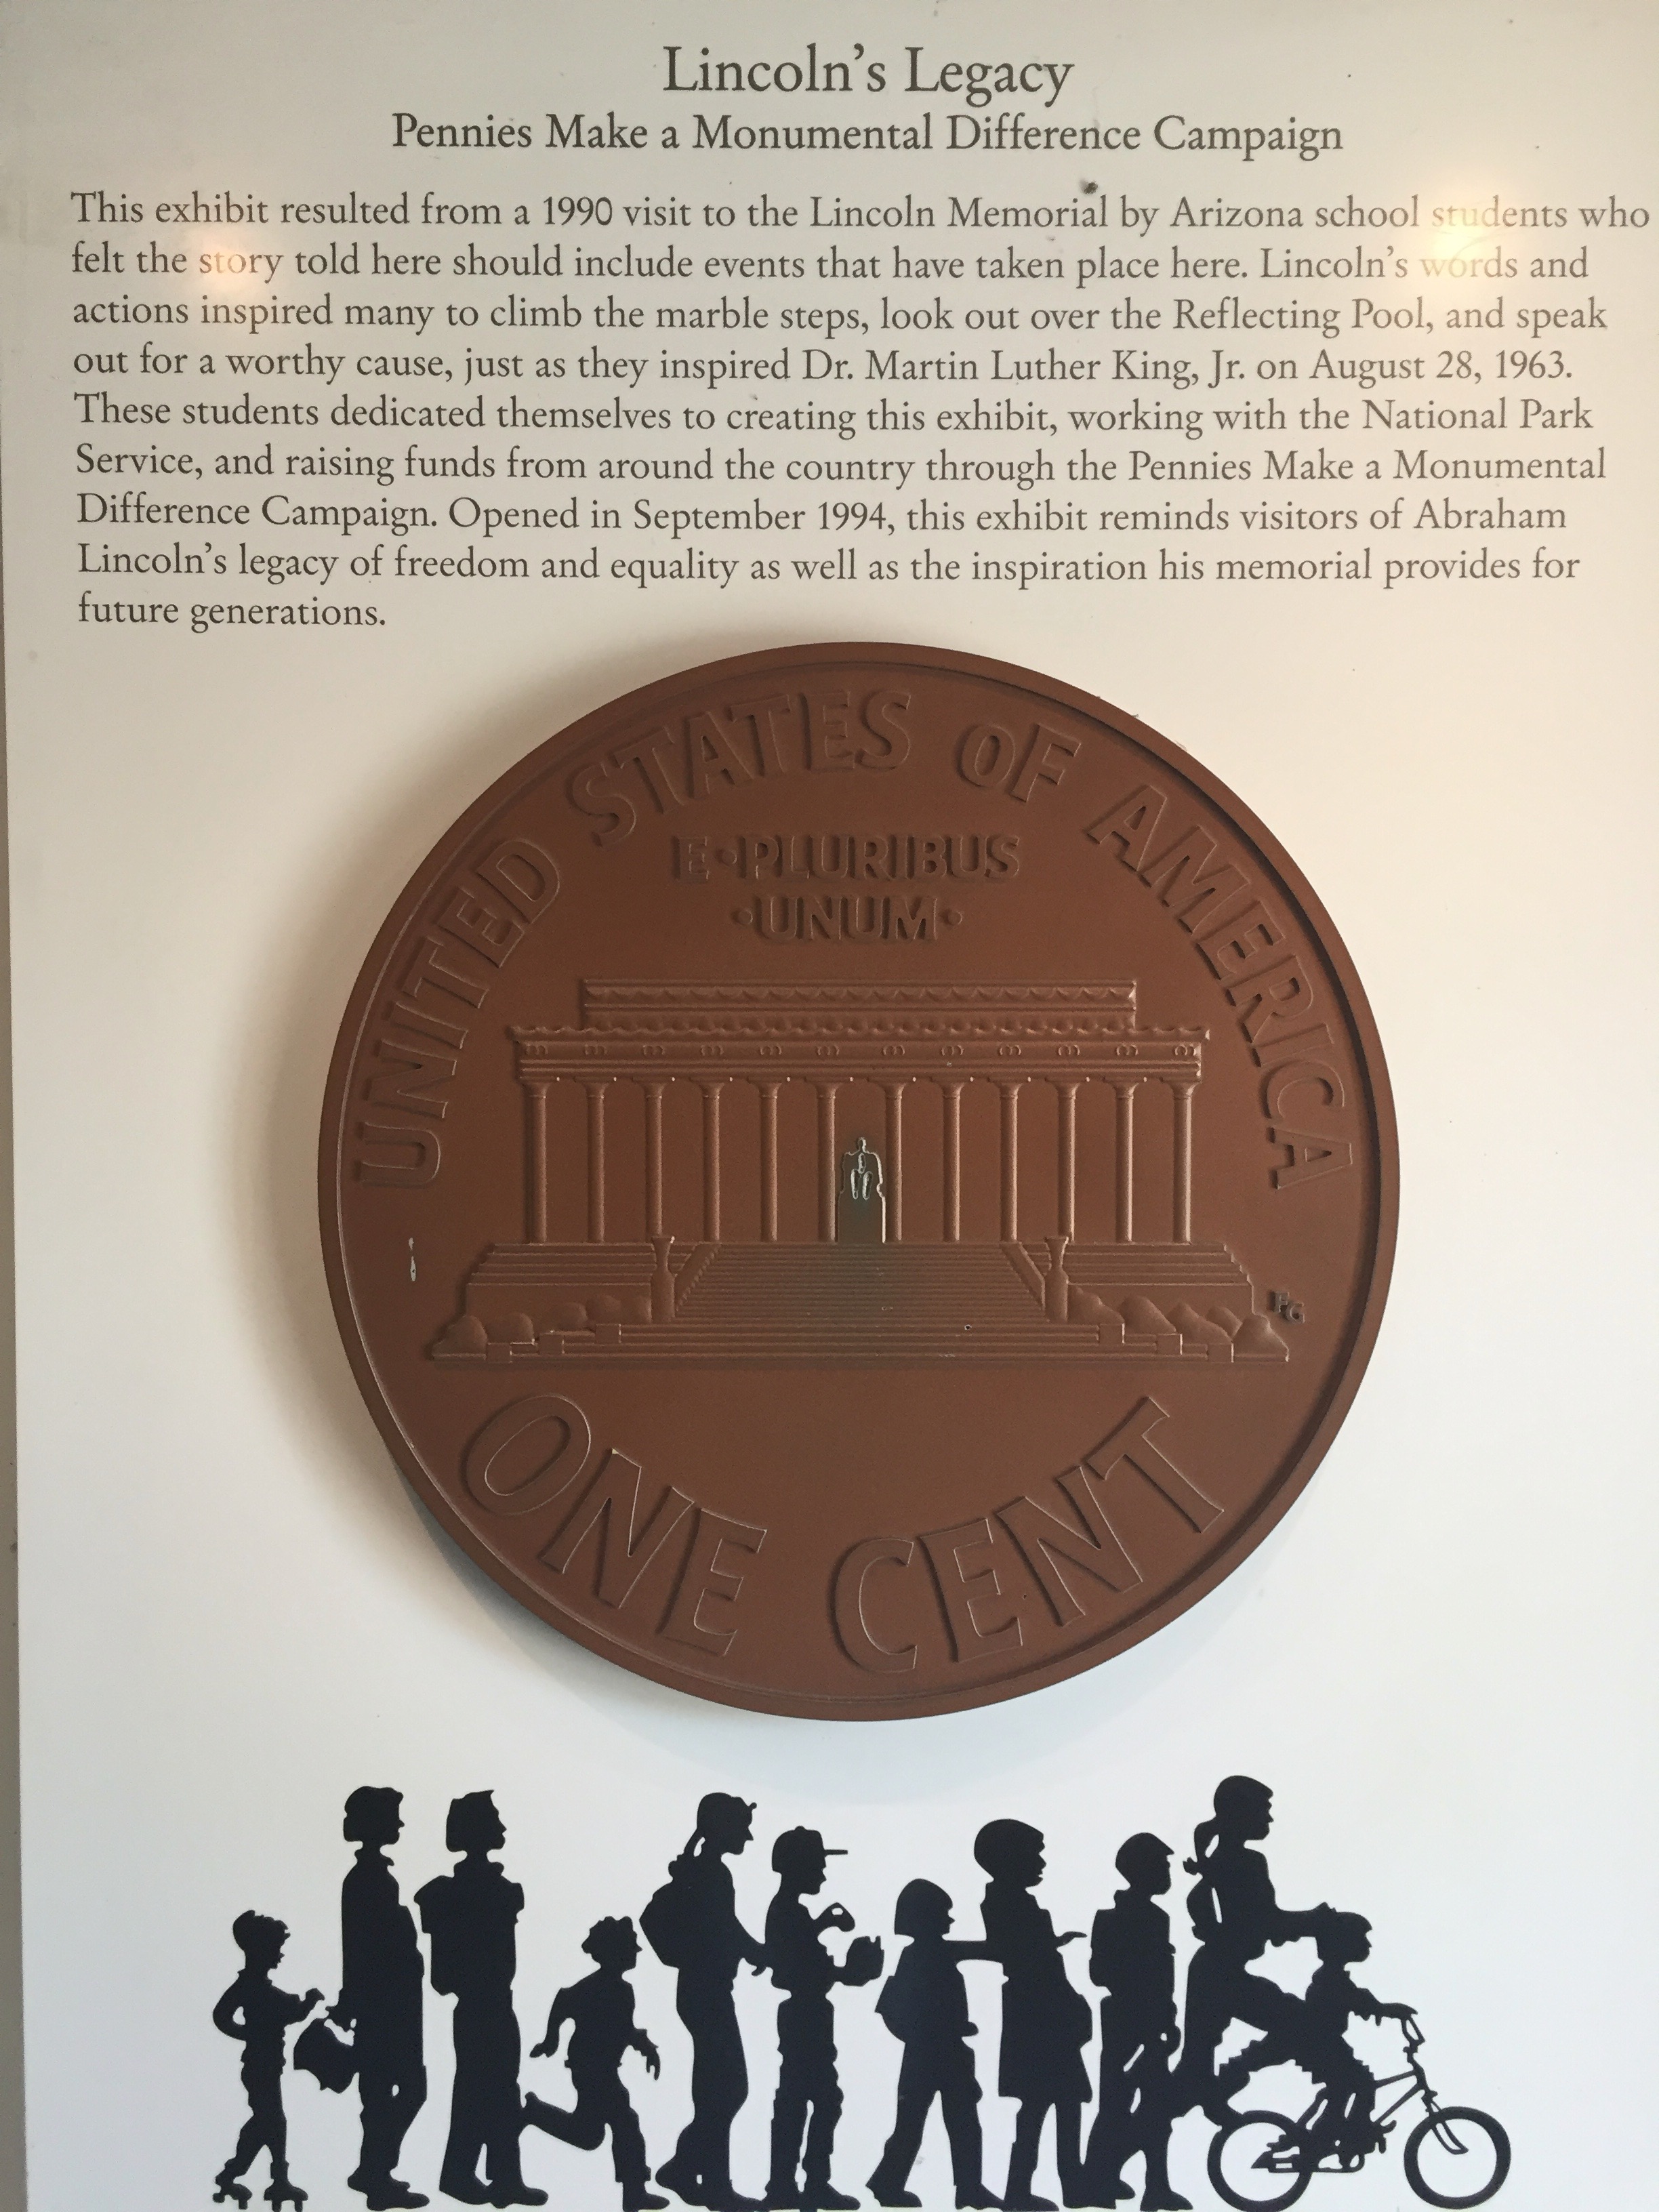 Lincoln's Legacy
Pennies Make a Monumental Difference Campaign
This exhibit resulted from a 1990 visit to the Lincoln Memorial by Arizona school students who
felt the story told here should include events that have taken place here. Lincoln's words and
actions inspired many to climb the marble steps, look out over the Reflecting Pool, and speak
out for a worthy cause, just as they inspired Dr. Martin Luther King, Jr. on August 28, 1963.
These students dedicated themselves to creating this exhibit, working with the National Park
Service, and raising funds from around the country through the Pennies Make a Monumental
Difference Campaign. Opened in September 1994, this exhibit reminds visitors of Abraham
Lincoln's legacy of freedom and equality as well as the inspiration his memorial provides for
future generations.
UNITED STATES OF AMERICA
E·PLURIBUS
·UNUM·
FG
ONE CENT